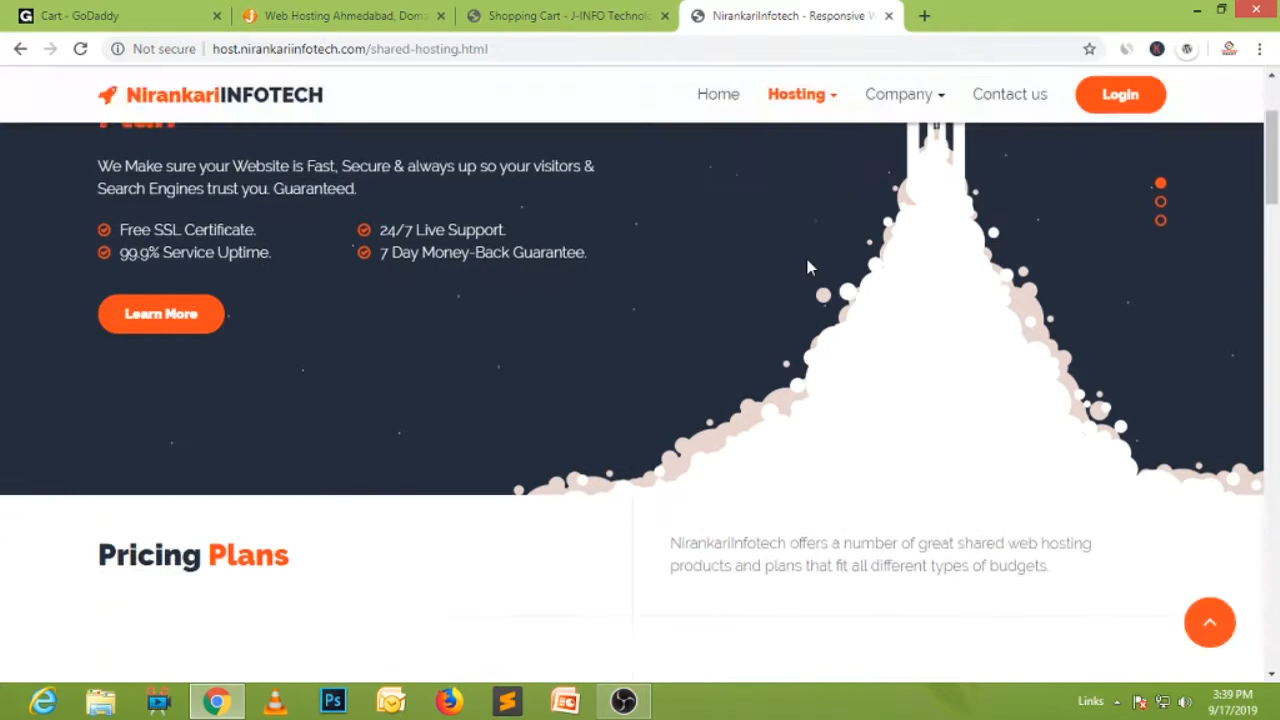 Cart - GoDaddy
Web Hosting Ahmedabad, Doma
Shopping Cart - J-INFO Technolo
NirankariInfotech - Responsive W
Not secure
host.nirankariinfotech.com/shared-hosting.html
NirankariINFOTECH
Home
Hosting
Company
Contact us
Login
We Make sure your Website is Fast, Secure & always up so your visitors &
Search Engines trust you. Guaranteed.
Free SSL Certificate.
24/7 Live Support.
99.9% Service Uptime.
7 Day Money-Back Guarantee.
Learn More
Pricing Plans
NirankariInfotech offers a number of great shared web hosting
products and plans that fit all different types of budgets.
Links
3:39 PM
9/17/2019